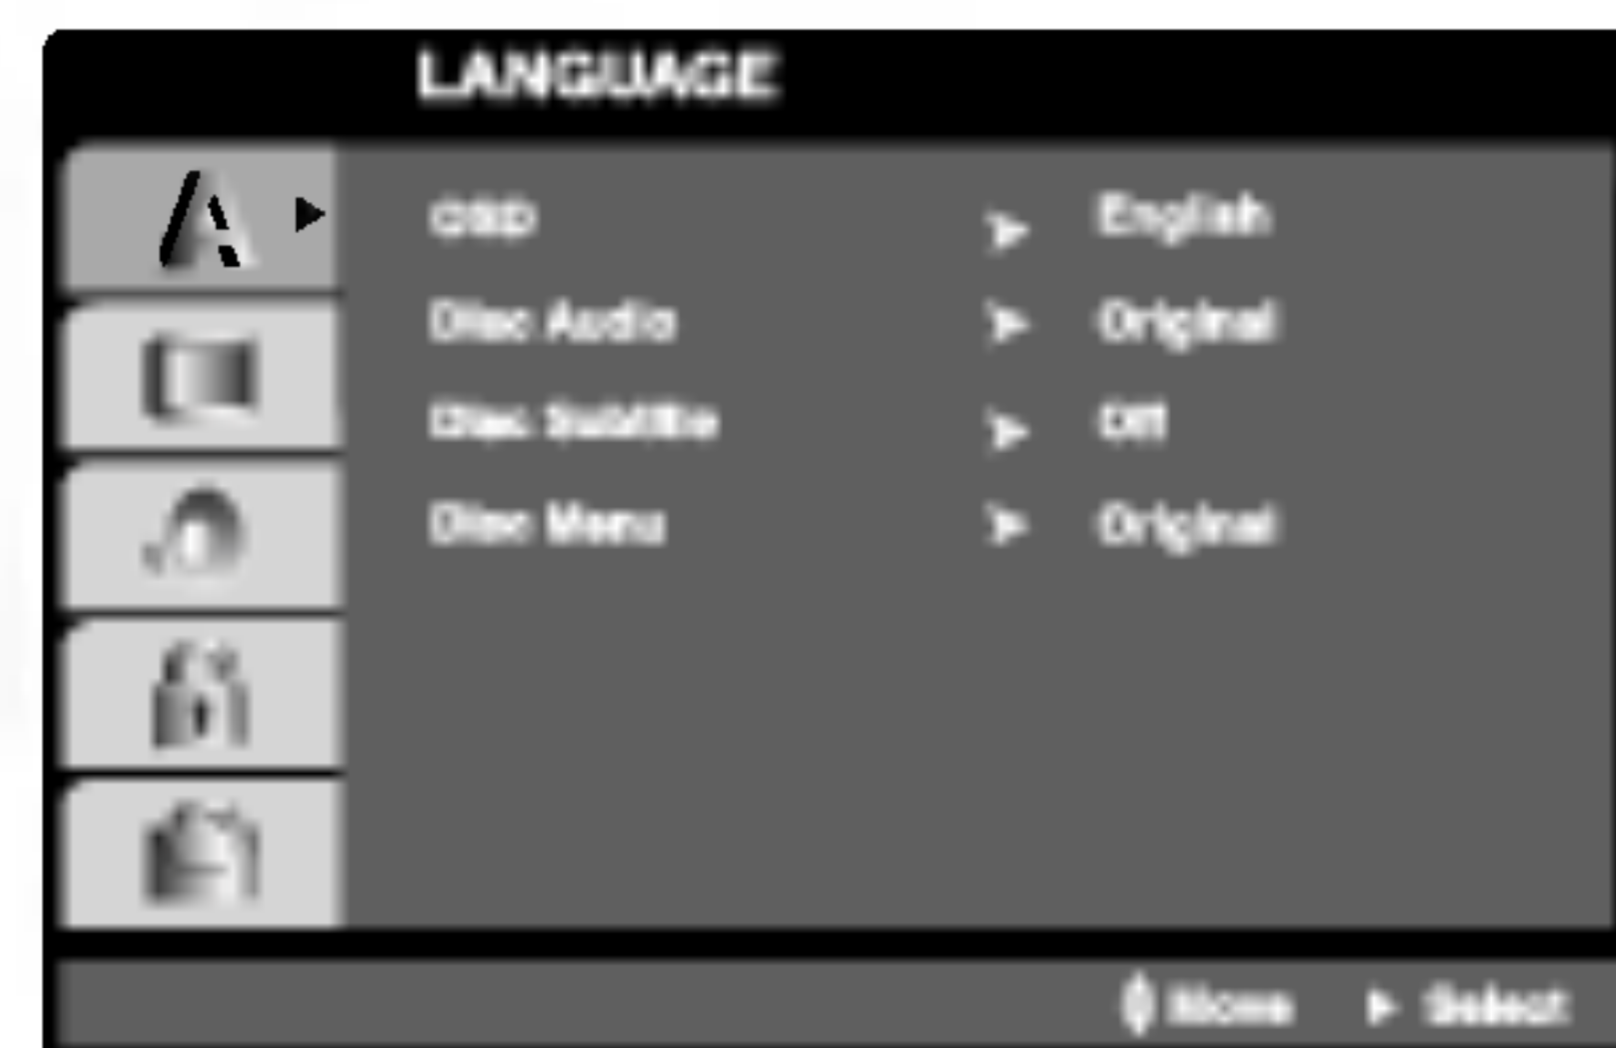 LANGUAGE
OSD English
Disc Audio Original
Disc Subtitle Off
Disc Menu Original
Move Select